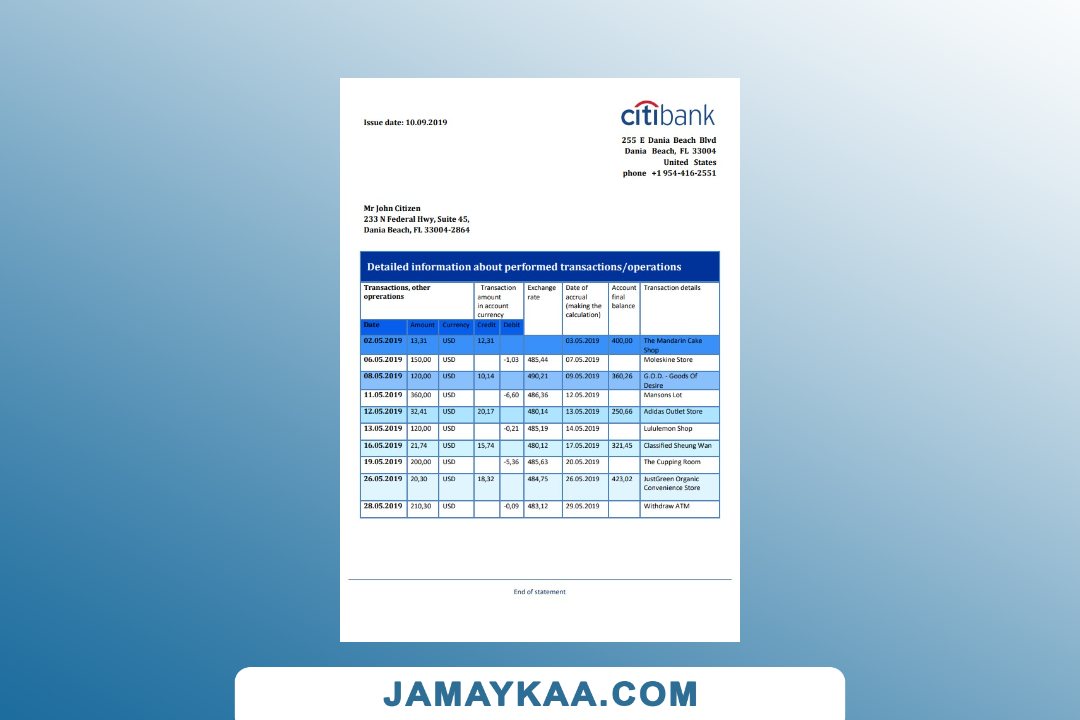 citibank
Issue date: 10.09.2019
255 E Dania Beach Blvd
Dania Beach, FL 33004
United States
phone +1 954-416-2551
Mr John Citizen
233 N Federal Hwy, Suite 45,
Dania Beach, FL 33004-2864
Detailed information about performed transactions/operations
Transactions, other oprerations Transaction amount in account currency Exchange rate Date of accrual (making the calculation) Account final balance Transaction details
Date Amount Currency Credit Debit
02.05.2019 13,31 USD 12,31 03.05.2019 400,00 The Mandarin Cake Shop
06.05.2019 150,00 USD -1,03 485,44 07.05.2019 Moleskine Store
08.05.2019 120,00 USD 10,14 490,21 09.05.2019 360,26 G.O.D. - Goods Of Desire
11.05.2019 360,00 USD -6,60 486,36 12.05.2019 Mansons Lot
12.05.2019 32,41 USD 20,17 480,14 13.05.2019 250,66 Adidas Outlet Store
13.05.2019 120,00 USD -0,21 485,19 14.05.2019 Lululemon Shop
16.05.2019 21,74 USD 15,74 480,12 17.05.2019 321,45 Classified Sheung Wan
19.05.2019 200,00 USD -5,36 485,63 20.05.2019 The Cupping Room
26.05.2019 20,30 USD 18,32 484,75 26.05.2019 423,02 JustGreen Organic Convenience Store
28.05.2019 210,30 USD -0,09 483,12 29.05.2019 Withdraw ATM
End of statement
JAMAYKAA.COM